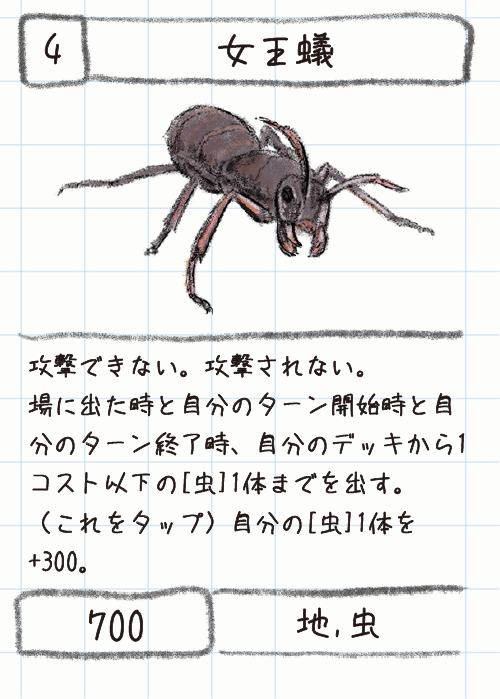 4
女王蟻
攻撃できない。攻撃されない。
場に出た時と自分のターン開始時と自
分のターン終了時、自分のデッキから1
コスト以下の[虫]1体までを出す。
（これをタップ）自分の[虫]1体を
+300。
700
地,虫